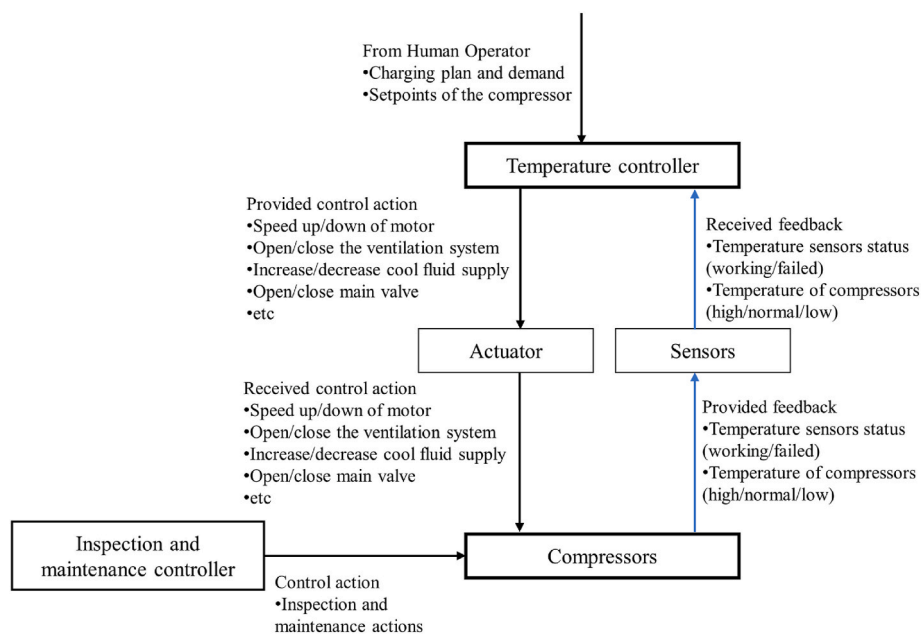 From Human Operator
•Charging plan and demand
•Setpoints of the compressor
Temperature controller
Provided control action
•Speed up/down of motor
•Open/close the ventilation system
•Increase/decrease cool fluid supply
•Open/close main valve
•etc
Received feedback
•Temperature sensors status
(working/failed)
•Temperature of compressors
(high/normal/low)
Actuator
Sensors
Received control action
•Speed up/down of motor
•Open/close the ventilation system
•Increase/decrease cool fluid supply
•Open/close main valve
•etc
Provided feedback
•Temperature sensors status
(working/failed)
•Temperature of compressors
(high/normal/low)
Inspection and
maintenance controller
Compressors
Control action
•Inspection and
maintenance actions